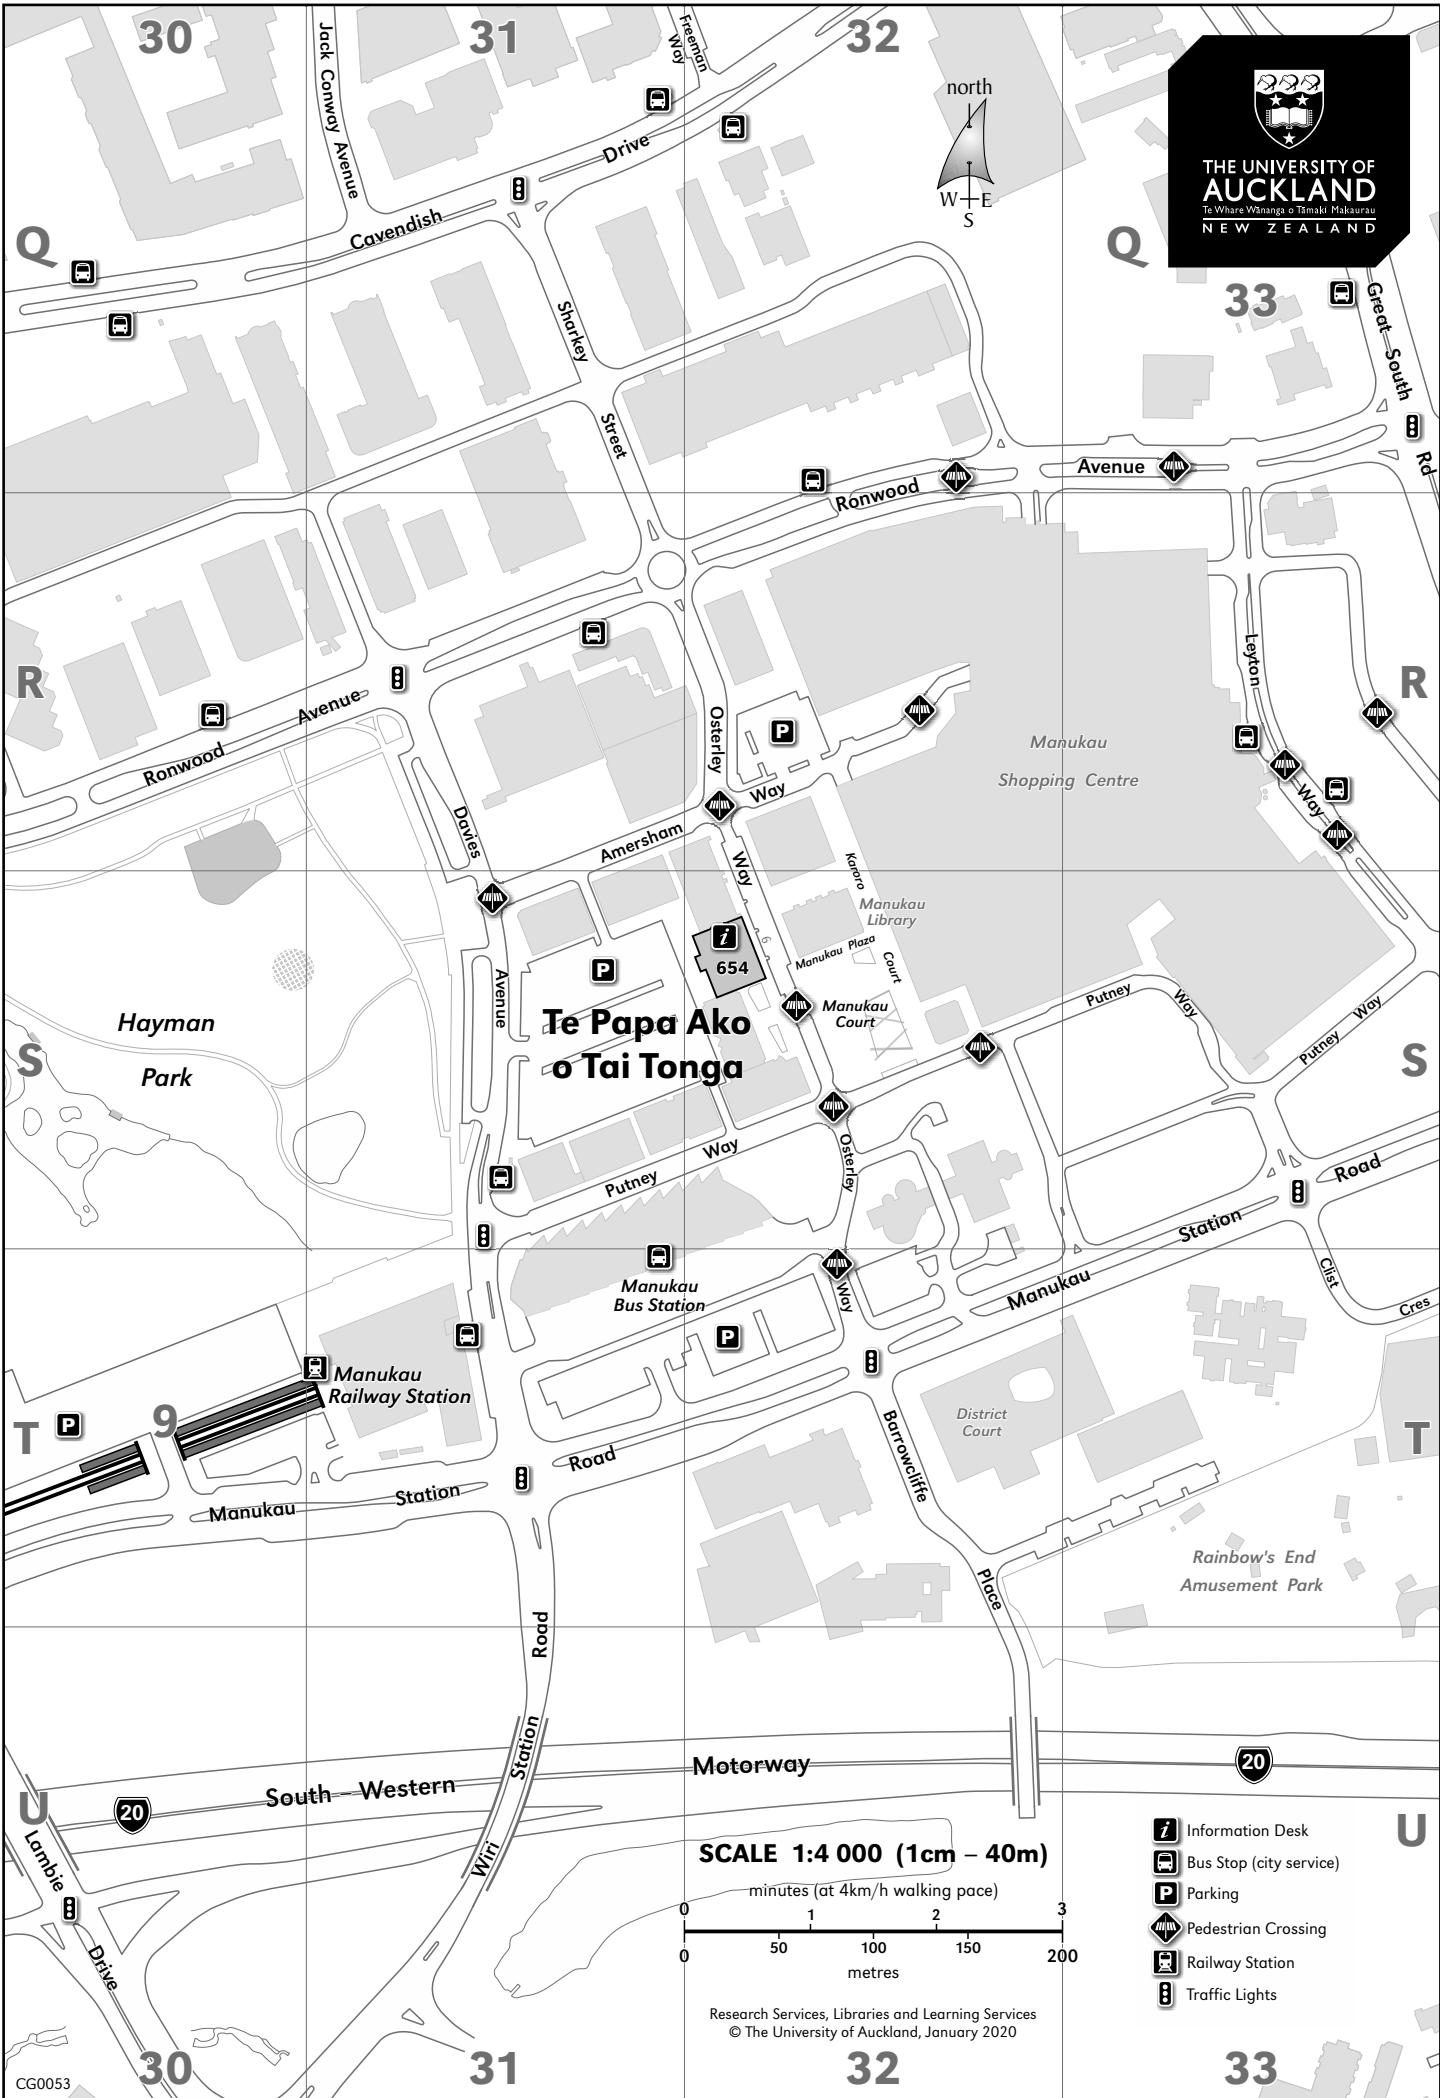 30
31
32
Jack Conway Avenue
Freeman
Way
north
W
E
S
THE UNIVERSITY OF
AUCKLAND
Te Whare Wānanga o Tāmaki Makaurau
NEW ZEALAND
Drive
Cavendish
Q
Q
33
Sharkey
Street
Great South
Rd
Avenue
Ronwood
R
R
Leyton
Way
Avenue
Ronwood
Osterley
Way
P
Manukau
Shopping Centre
Way
Amersham
Davies
Avenue
Kararo
Court
Manukau
Library
Manukau Plaza
i
654
6
P
Manukau
Court
Te Papa Ako
o Tai Tonga
Hayman
Park
S
S
Putney
Way
Putney
Way
Osterley
Way
Putney
Way
Road
Station
Manukau
Clist
Cres
Manukau
Bus Station
P
Manukau
Railway Station
P
9
T
T
District
Court
Barrowcliffe
Place
Road
Station
Manukau
Rainbow's End
Amusement Park
Road
Station
Wiri
Motorway
South – Western
20
20
U
U
Lambie
Drive
SCALE 1:4 000 (1cm – 40m)
minutes (at 4km/h walking pace)
0
1
2
3
0
50
100
150
200
metres
i Information Desk
Bus Stop (city service)
P Parking
Pedestrian Crossing
Railway Station
Traffic Lights
Research Services, Libraries and Learning Services
© The University of Auckland, January 2020
30
31
32
33
CG0053